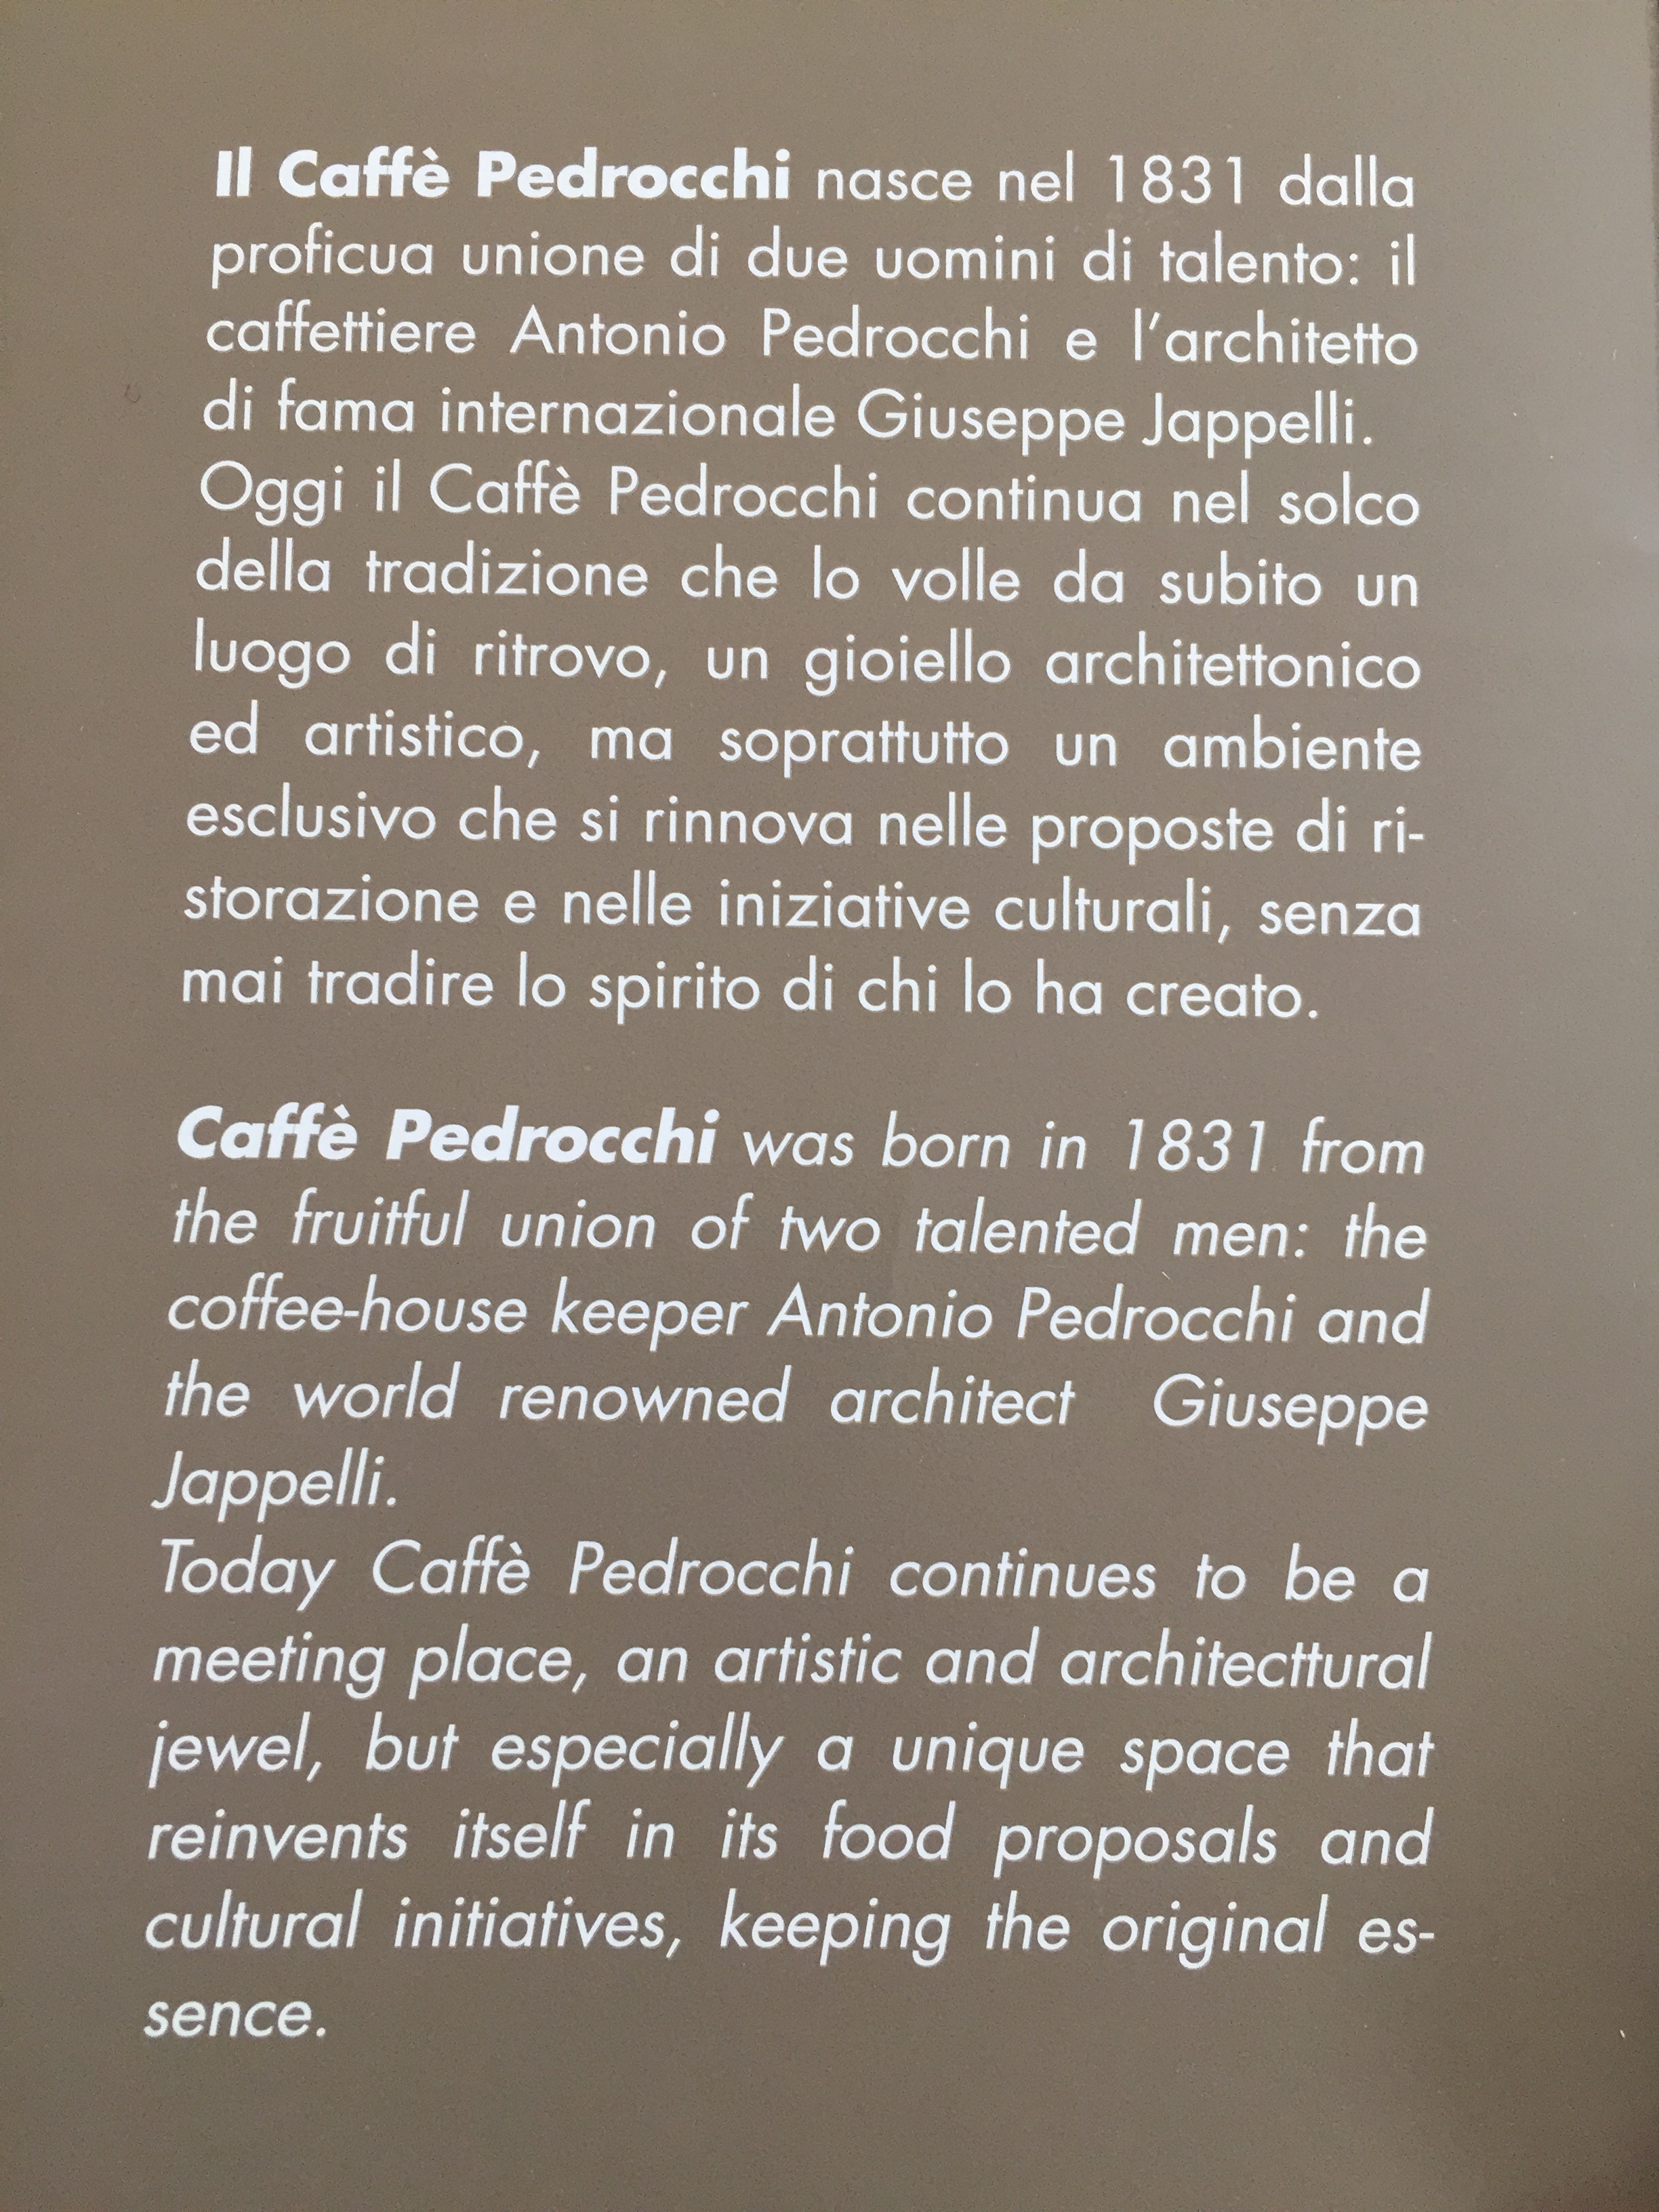 Il Caffè Pedrocchi nasce nel 1831 dalla
proficua unione di due uomini di talento: il
caffettiere Antonio Pedrocchi e l'architetto
di fama internazionale Giuseppe Jappelli.
Oggi il Caffè Pedrocchi continua nel solco
della tradizione che lo volle da subito un
luogo di ritrovo, un gioiello architettonico
ed artistico, ma soprattutto un ambiente
esclusivo che si rinnova nelle proposte di ri-
storazione e nelle iniziative culturali, senza
mai tradire lo spirito di chi lo ha creato.
Caffè Pedrocchi was born in 1831 from
the fruitful union of two talented men: the
coffee-house keeper Antonio Pedrocchi and
the world renowned architect Giuseppe
Jappelli.
Today Caffè Pedrocchi continues to be a
meeting place, an artistic and architecttural
jewel, but especially a unique space that
reinvents itself in its food proposals and
cultural initiatives, keeping the original es-
sence.